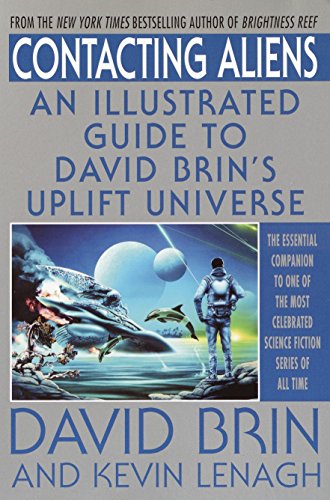 FROM THE NEW YORK TIMES BESTSELLING AUTHOR OF BRIGHTNESS REEF
CONTACTING ALIENS
AN ILLUSTRATED
GUIDE TO
DAVID BRIN'S
UPLIFT UNIVERSE
THE ESSENTIAL
COMPANION
TO ONE OF
THE MOST
CELEBRATED
SCIENCE FICTION
SERIES OF
ALL TIME
DAVID BRIN
AND KEVIN LENAGH